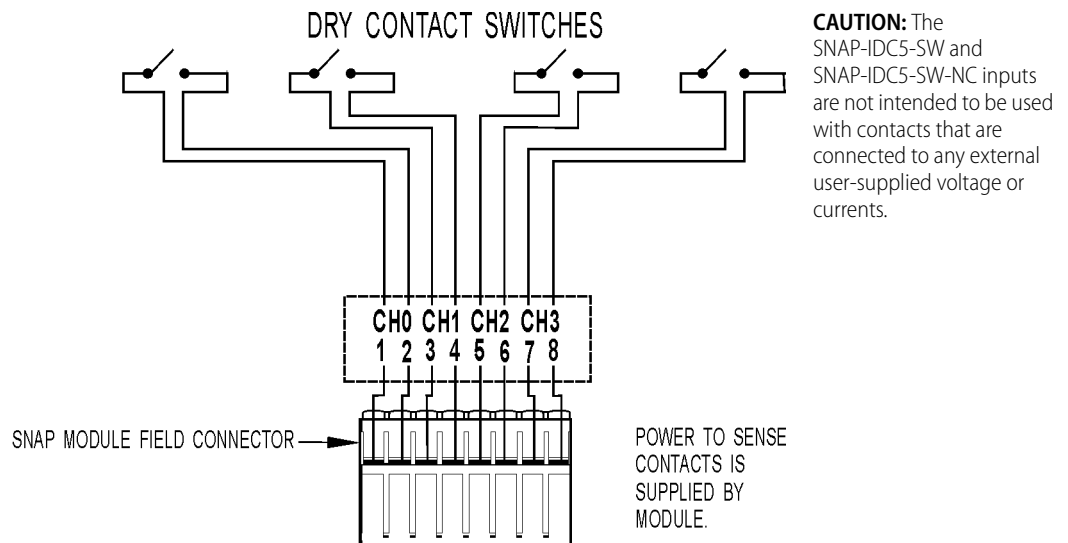 DRY CONTACT SWITCHES
CAUTION: The
SNAP-IDC5-SW and
SNAP-IDC5-SW-NC inputs
are not intended to be used
with contacts that are
connected to any external
user-supplied voltage or
currents.
CH0 CH1 CH2 CH3
1 2 3 4 5 6 7 8
SNAP MODULE FIELD CONNECTOR
POWER TO SENSE
CONTACTS IS
SUPPLIED BY
MODULE.